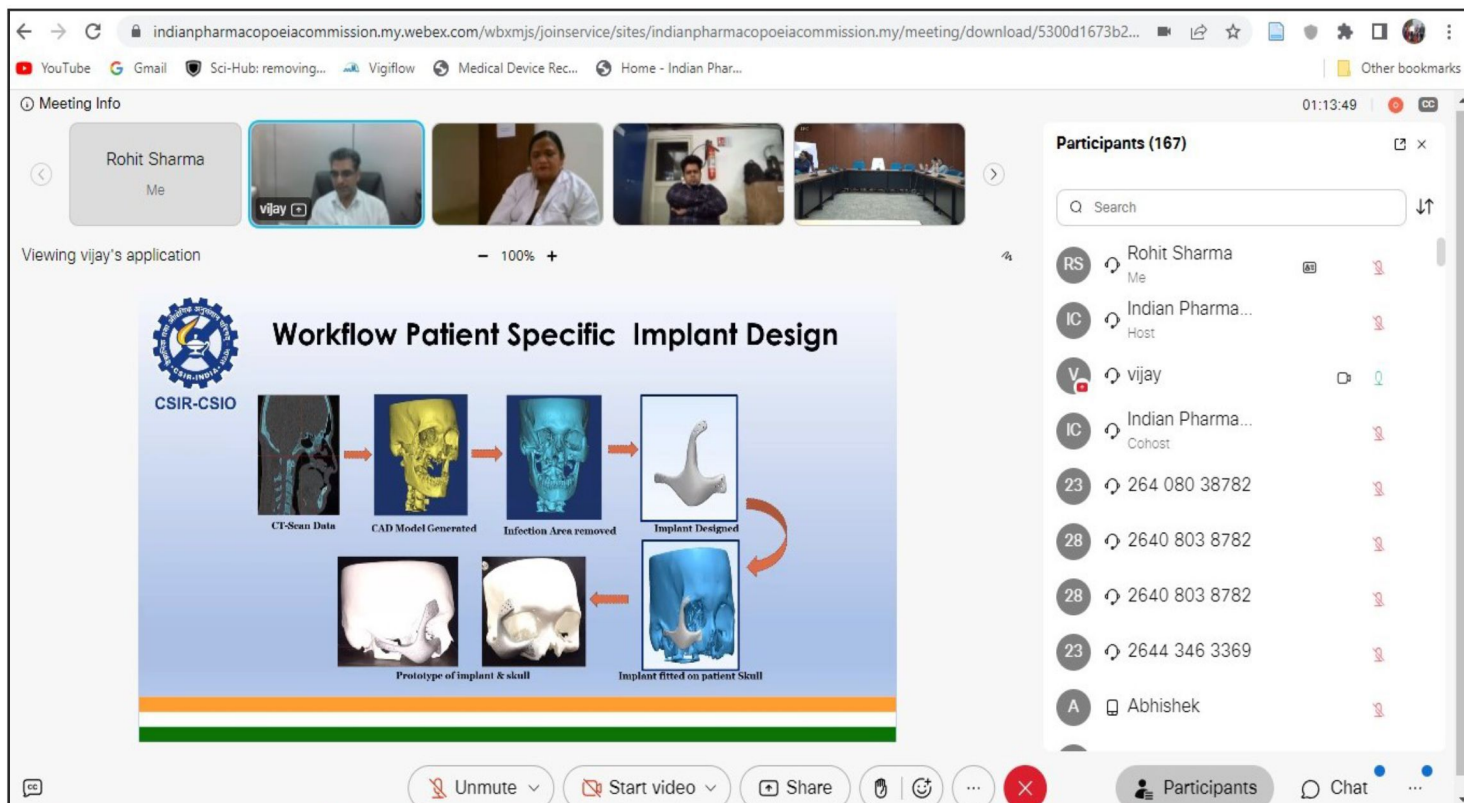 indianpharmacopoeiacommission.my.webex.com/wbxmjs/joinservice/sites/indianpharmacopoeiacommission.my/meeting/download/5300d1673b2...
YouTube Gmail Sci-Hub: removing... Vigiflow Medical Device Rec... Home - Indian Phar... Other bookmarks
Meeting Info 01:13:49 CC
Rohit Sharma
Me
vijay
Participants (167)
Search
Viewing vijay's application - 100% +
RS Rohit Sharma
Me
IC Indian Pharma...
Host
V vijay
IC Indian Pharma...
Cohost
23 264 080 38782
28 2640 803 8782
28 2640 803 8782
23 2644 346 3369
A Abhishek
CSIR-INDIA
CSIR-CSIO
Workflow Patient Specific Implant Design
CT-Scan Data
CAD Model Generated
Infection Area removed
Implant Designed
Prototype of implant & skull
Implant fitted on patient Skull
CC Unmute Start video Share ... Participants Chat ...